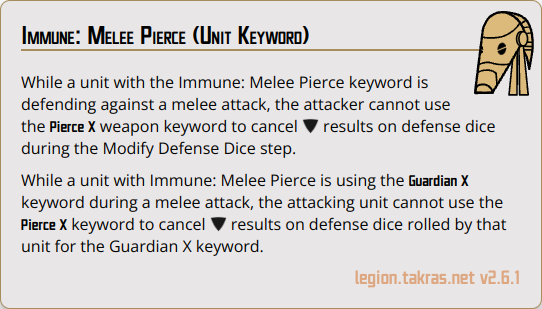 Immune: Melee Pierce (Unit Keyword)
While a unit with the Immune: Melee Pierce keyword is
defending against a melee attack, the attacker cannot use
the Pierce X weapon keyword to cancel results on defense dice
during the Modify Defense Dice step.
While a unit with Immune: Melee Pierce is using the Guardian X
keyword during a melee attack, the attacking unit cannot use the
Pierce X keyword to cancel results on defense dice rolled by that
unit for the Guardian X keyword.
legion.takras.net v2.6.1